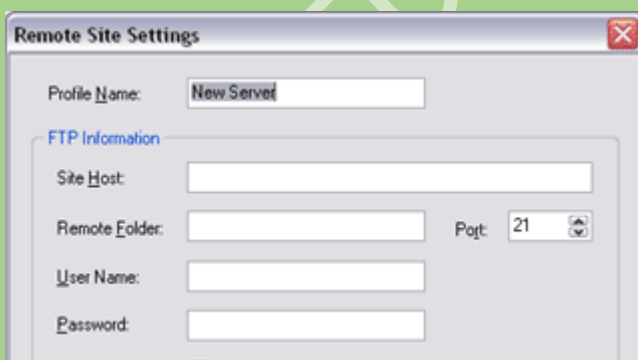 Remote Site Settings
Profile Name: New Server
FTP Information
Site Host:
Remote Folder: Port: 21
User Name:
Password: